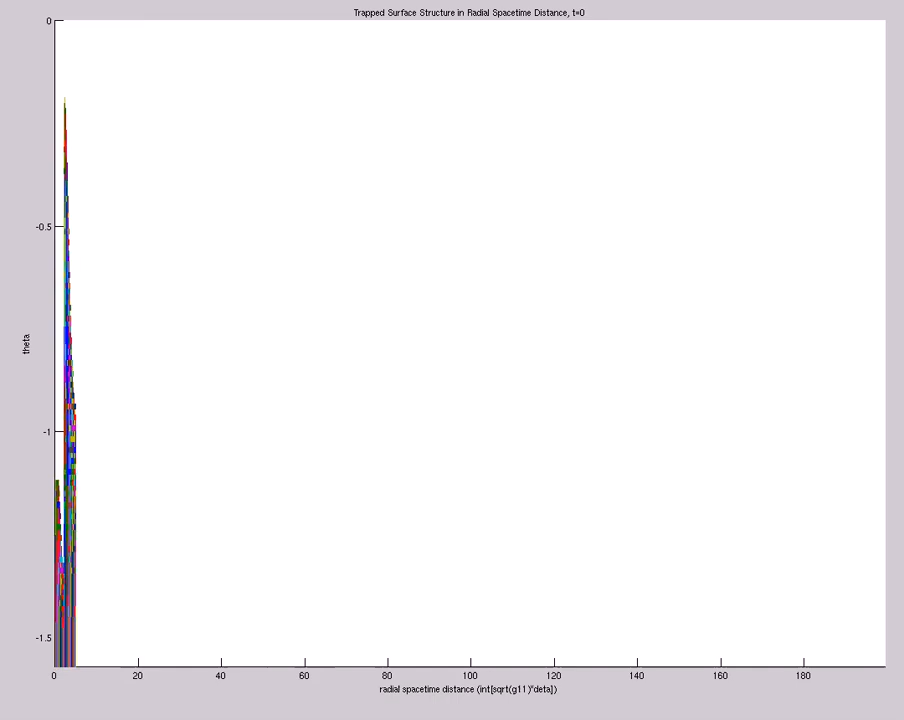 Trapped Surface Structure in Radial Spacetime Distance, t=0
0
-0.5
theta
-1
-1.5
0 20 40 60 80 100 120 140 160 180
radial spacetime distance (int[sqrt(g11)*deta])